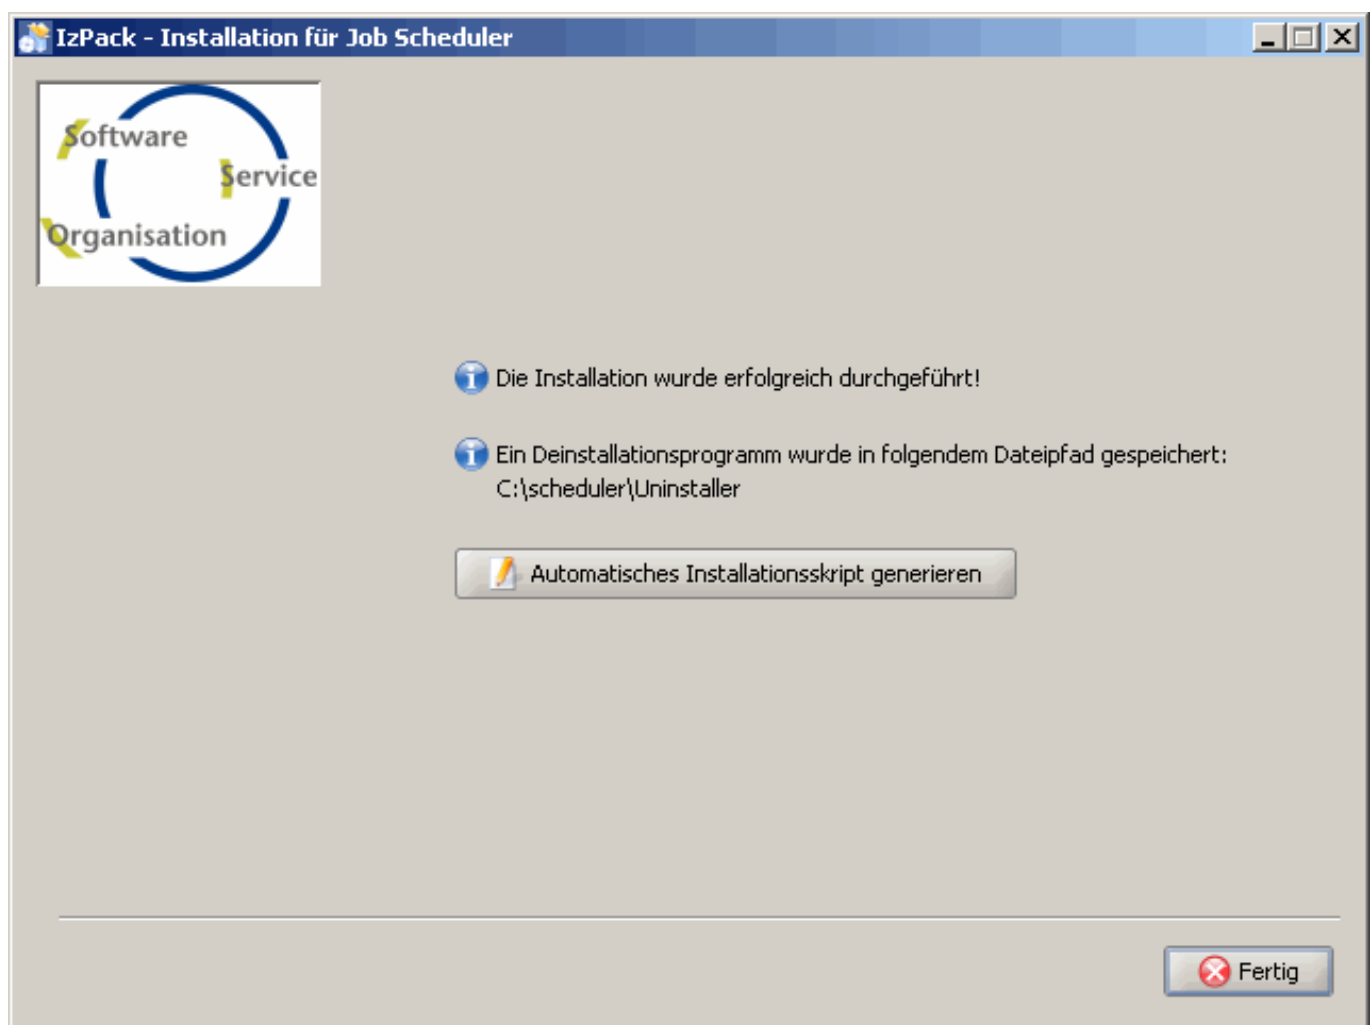 IzPack - Installation für Job Scheduler
Software
Service
Organisation
Die Installation wurde erfolgreich durchgeführt!
Ein Deinstallationsprogramm wurde in folgendem Dateipfad gespeichert:
C:\scheduler\Uninstaller
Automatisches Installationsskript generieren
Fertig